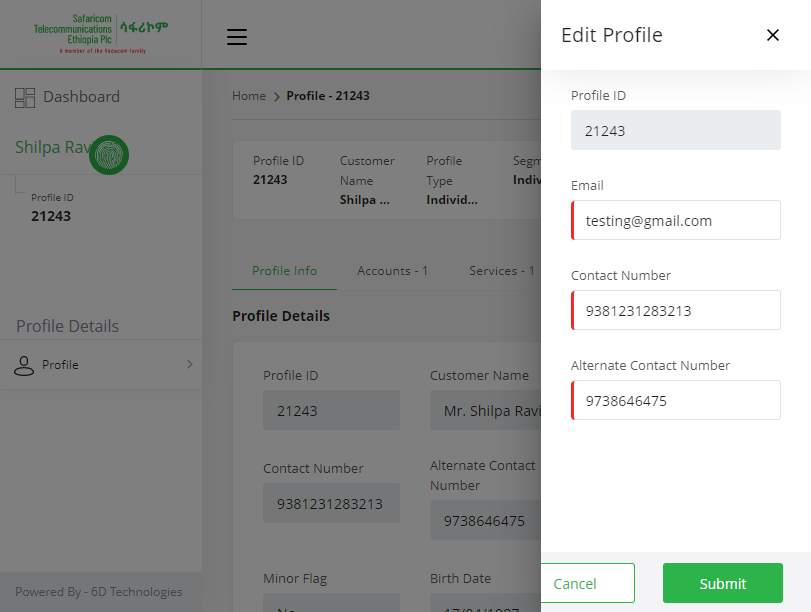 Safaricom
Telecommunications
Ethiopia Plc
ሳፋሪኮም
A member of the Vodacom family
Dashboard
Shilpa Rav
Profile ID
21243
Profile Details
Profile
Powered By - 6D Technologies
Home > Profile - 21243
Profile ID
21243
Customer
Name
Shilpa ...
Profile
Type
Individ...
Segm
Indiv
Profile Info
Accounts - 1
Services - 1
Profile Details
Profile ID
21243
Customer Name
Mr. Shilpa Ravi
Contact Number
9381231283213
Alternate Contact
Number
9738646475
Minor Flag
No
Birth Date
17/04/1987
Edit Profile
Profile ID
21243
Email
testing@gmail.com
Contact Number
9381231283213
Alternate Contact Number
9738646475
Cancel
Submit